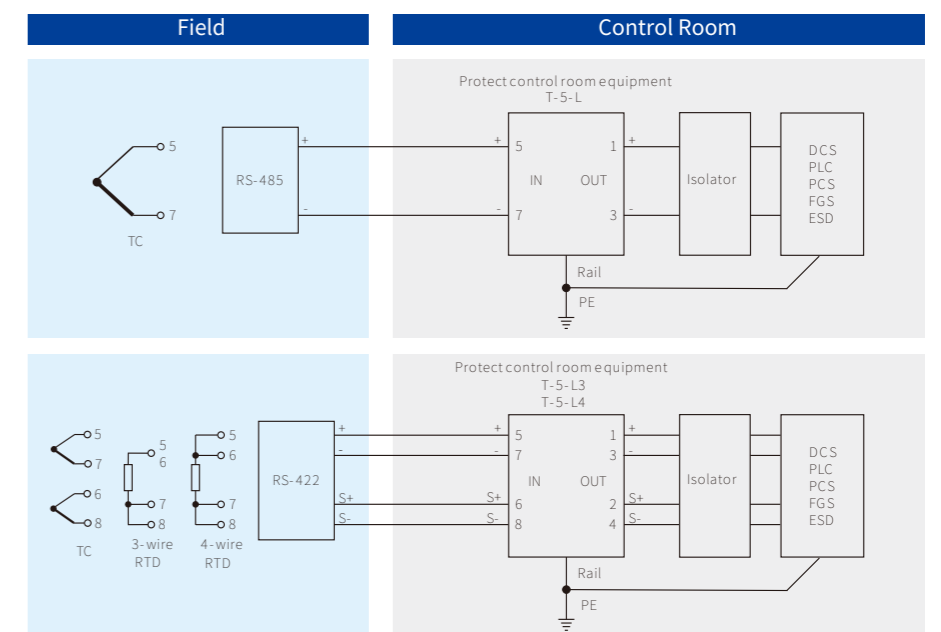 Field
Control Room
Protect control room equipment
T-5-L
5
7
TC
RS-485
+
-
+
-
5
7
IN
OUT
1
3
+
-
Isolator
DCS
PLC
PCS
FGS
ESD
Rail
PE
Protect control room equipment
T-5-L3
T-5-L4
5
7
6
8
TC
5
6
7
8
3-wire
RTD
5
6
7
8
4-wire
RTD
RS-422
+
-
S+
S-
+
-
S+
S-
5
7
6
8
IN
OUT
1
3
2
4
+
-
S+
S-
Isolator
DCS
PLC
PCS
FGS
ESD
Rail
PE